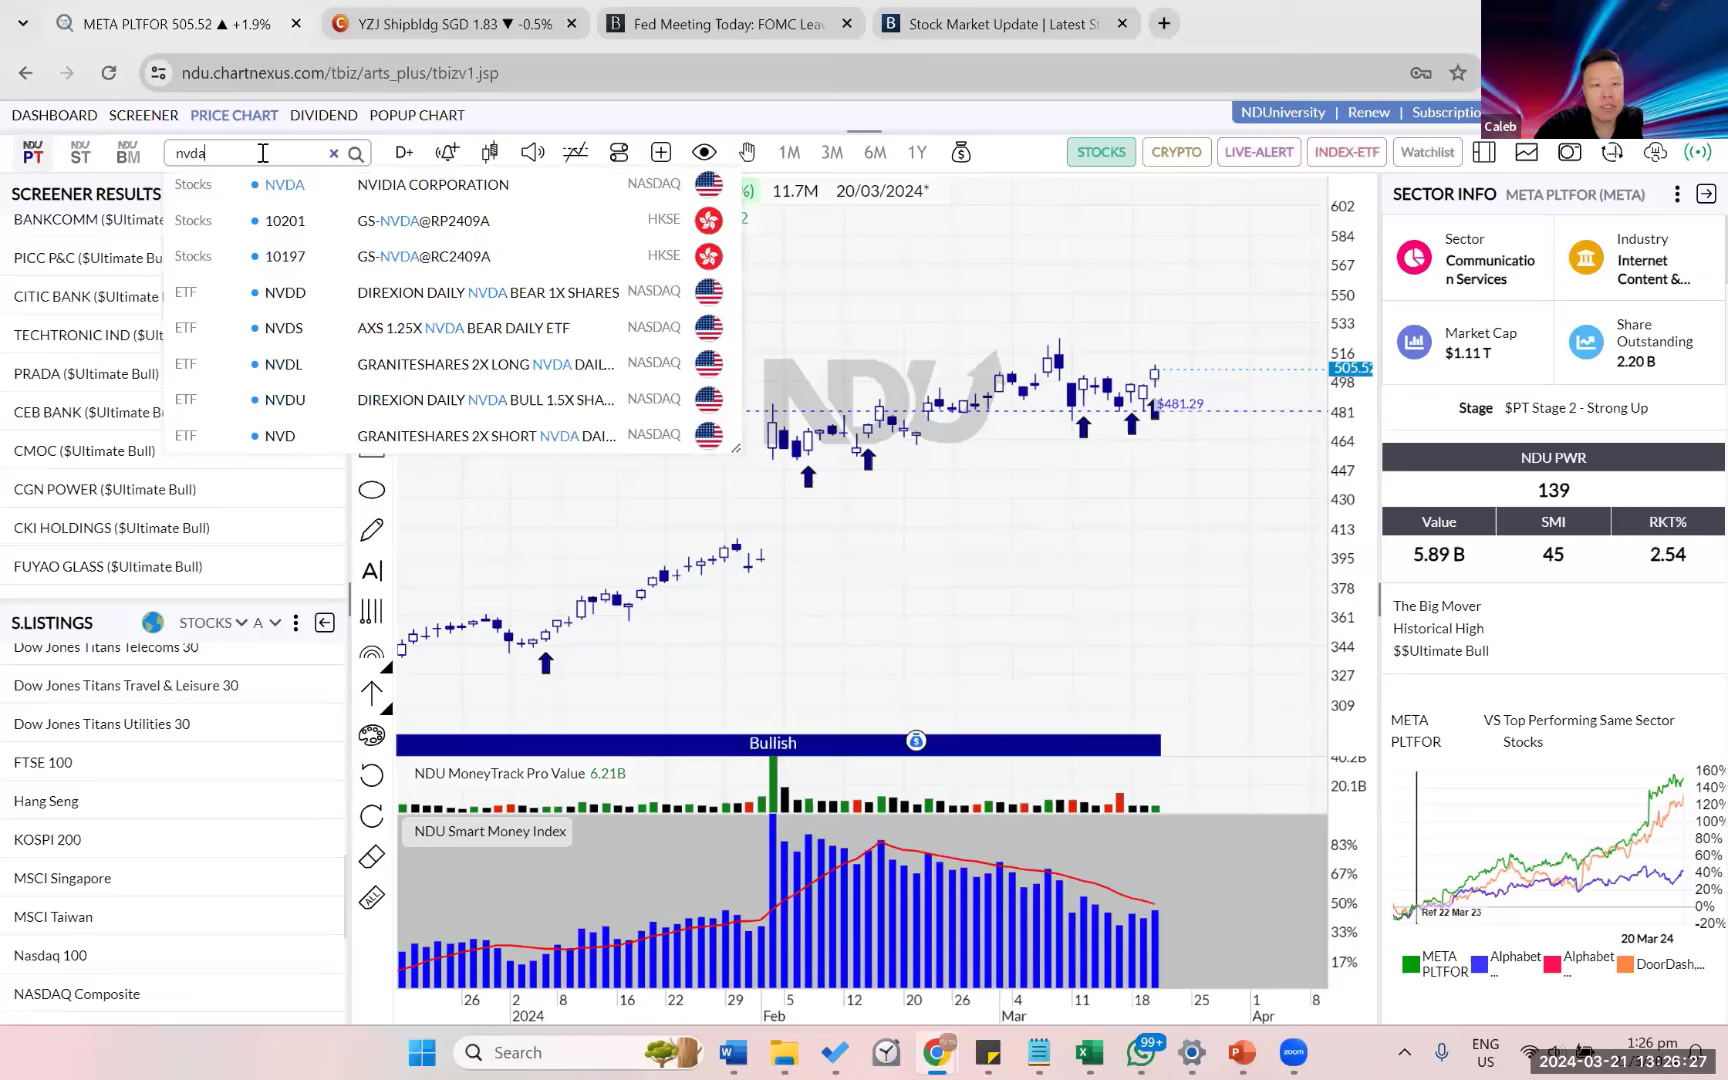 META PLTFOR 505.52 ▲ +1.9%
YZJ Shipbldg SGD 1.83 ▼ -0.5%
Fed Meeting Today: FOMC Leav
Stock Market Update | Latest St
ndu.chartnexus.com/tbiz/arts_plus/tbizv1.jsp
DASHBOARD SCREENER PRICE CHART DIVIDEND POPUP CHART
NDUniversity | Renew | Subscriptio
Caleb
NDU PT NDU ST NDU BM
nvda
D+
1M 3M 6M 1Y
STOCKS CRYPTO LIVE-ALERT INDEX-ETF Watchlist
SCREENER RESULTS
BANKCOMM ($Ultimate
PICC P&C ($Ultimate Bu
CITIC BANK ($Ultimate
TECHTRONIC IND ($Ultim
PRADA ($Ultimate Bull)
CEB BANK ($Ultimate B
CMOC ($Ultimate Bull)
CGN POWER ($Ultimate Bull)
CKI HOLDINGS ($Ultimate Bull)
FUYAO GLASS ($Ultimate Bull)
Stocks NVDA NVIDIA CORPORATION NASDAQ
Stocks 10201 GS-NVDA@RP2409A HKSE
Stocks 10197 GS-NVDA@RC2409A HKSE
ETF NVDD DIREXION DAILY NVDA BEAR 1X SHARES NASDAQ
ETF NVDS AXS 1.25X NVDA BEAR DAILY ETF NASDAQ
ETF NVDL GRANITESHARES 2X LONG NVDA DAIL... NASDAQ
ETF NVDU DIREXION DAILY NVDA BULL 1.5X SHA... NASDAQ
ETF NVD GRANITESHARES 2X SHORT NVDA DAI... NASDAQ
%) 11.7M 20/03/2024*
2
NDU
$481.29
602
584
567
550
533
516
505.52
498
481
464
447
430
413
395
378
361
344
327
309
S.LISTINGS STOCKS A
Dow Jones Titans Telecoms 30
Dow Jones Titans Travel & Leisure 30
Dow Jones Titans Utilities 30
FTSE 100
Hang Seng
KOSPI 200
MSCI Singapore
MSCI Taiwan
Nasdaq 100
NASDAQ Composite
AI
ALL
Bullish
NDU MoneyTrack Pro Value 6.21B
40.2B
20.1B
NDU Smart Money Index
83%
67%
50%
33%
17%
26 2 8 16 22 29 5 12 20 26 4 11 18 25 1 8
2024 Feb Mar Apr
SECTOR INFO META PLTFOR (META)
Sector
Communicatio
n Services
Industry
Internet
Content &...
Market Cap
$1.11 T
Share
Outstanding
2.20 B
Stage $PT Stage 2 - Strong Up
NDU PWR
139
Value SMI RKT%
5.89 B 45 2.54
The Big Mover
Historical High
$$Ultimate Bull
META
PLTFOR
VS Top Performing Same Sector
Stocks
160%
140%
120%
100%
80%
60%
40%
20%
0%
-20%
Ref 22 Mar 23
20 Mar 24
META
PLTFOR
Alphabet
...
Alphabet
...
DoorDash,...
Search
99+
zoom
ENG
US
1:26 pm
2024-03-21 13:26:27